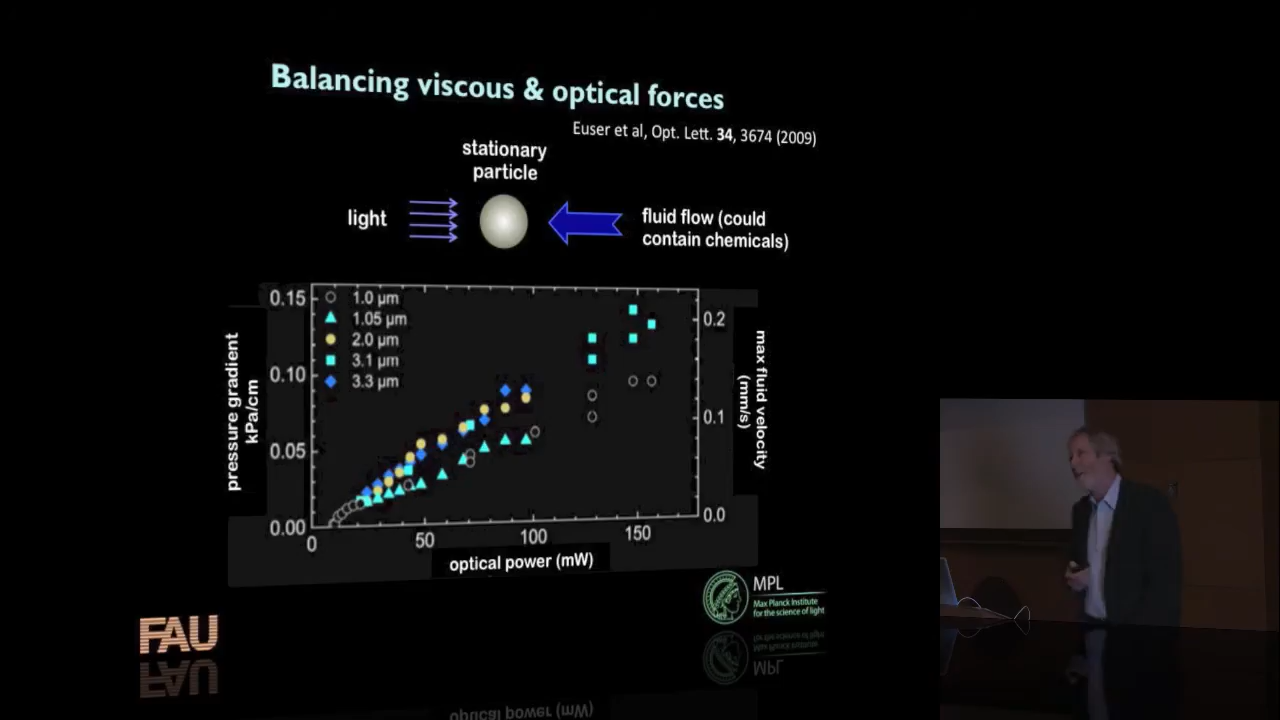 Balancing viscous & optical forces
Euser et al, Opt. Lett. 34, 3674 (2009)
stationary
particle
light
fluid flow (could
contain chemicals)
pressure gradient
kPa/cm
0.15
0.10
0.05
0.00
1.0 µm
1.05 µm
2.0 µm
3.1 µm
3.3 µm
0.2
0.1
0.0
max fluid velocity
(mm/s)
0
50
100
150
optical power (mW)
FAU
MPL
Max Planck Institute
for the science of light